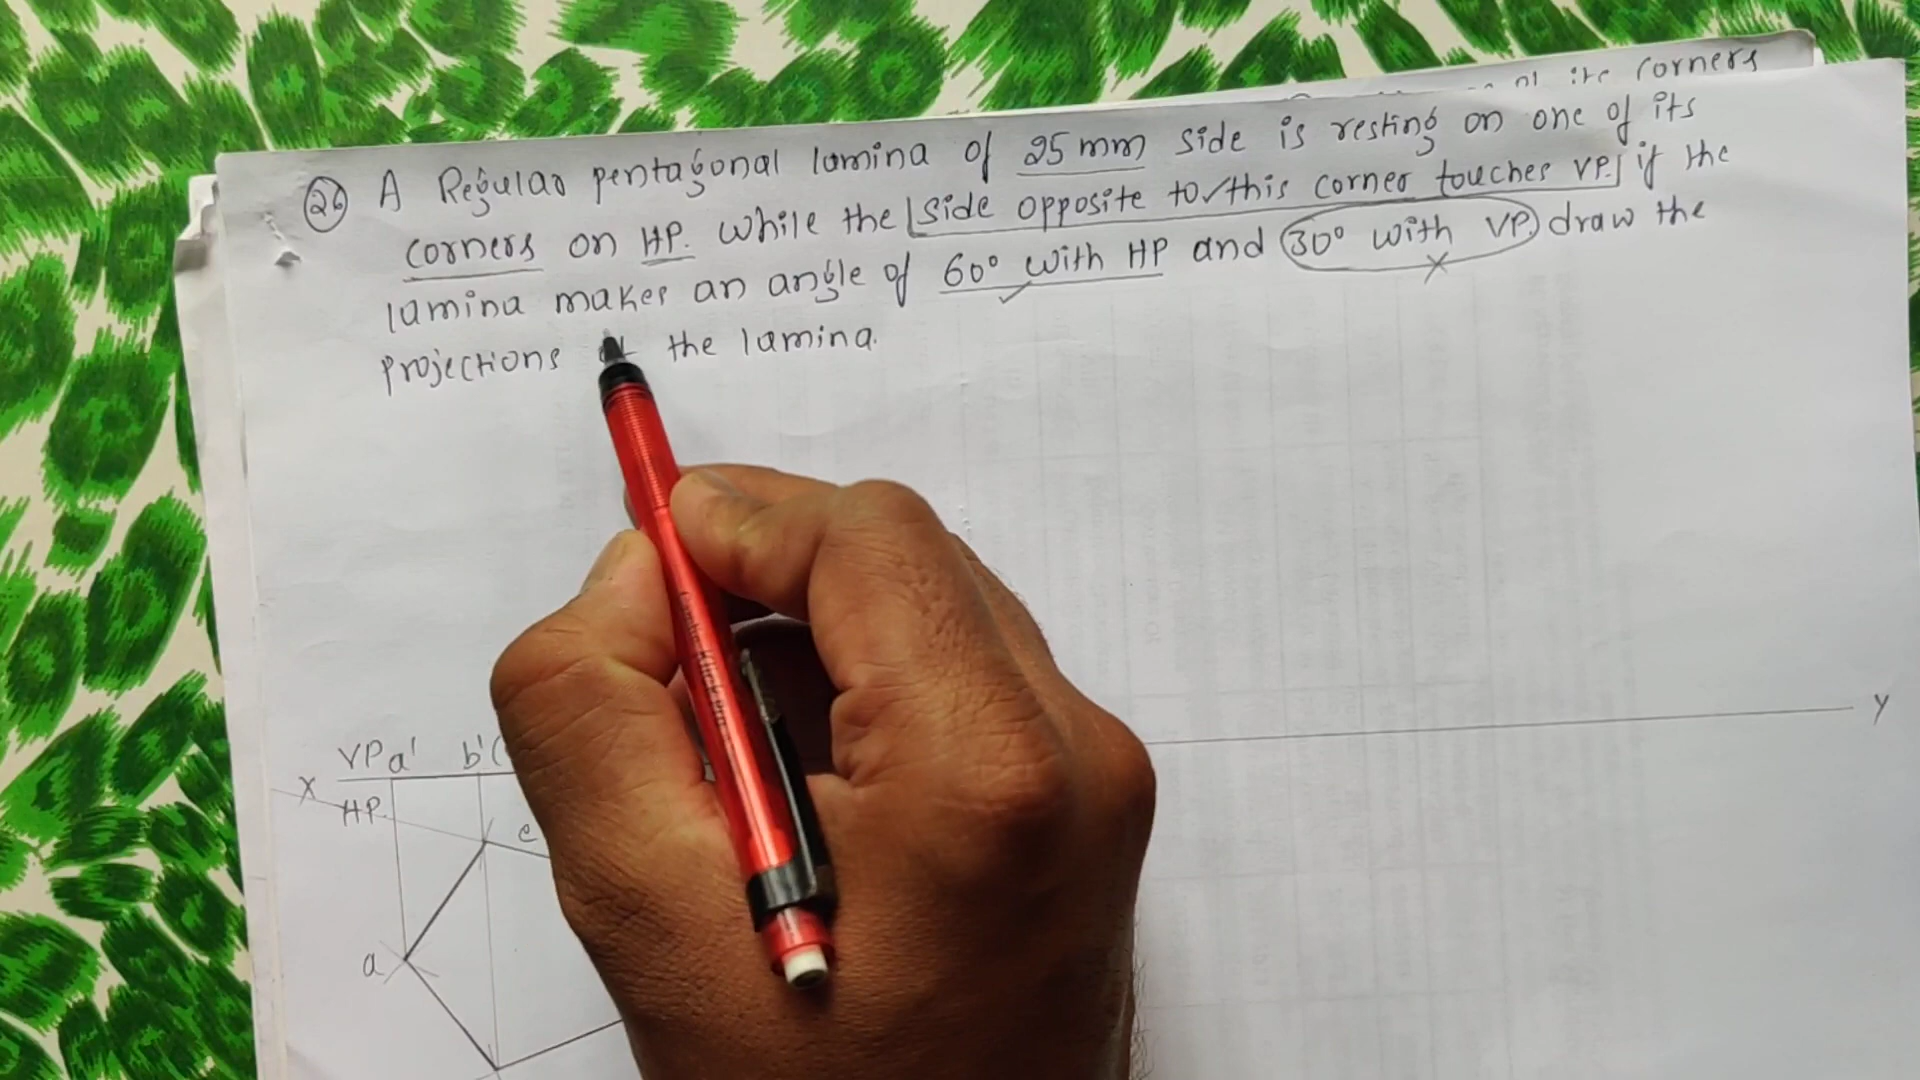 of its corners
26 A Regular pentagonal lamina of 25 mm side is resting on one of its
corners on HP. while the side opposite to this corner touches VP. if the
lamina makes an angle of 60° with HP and 30° with VP. draw the
projections the lamina.
Y
VP a' b'(
X
HP.
e
a